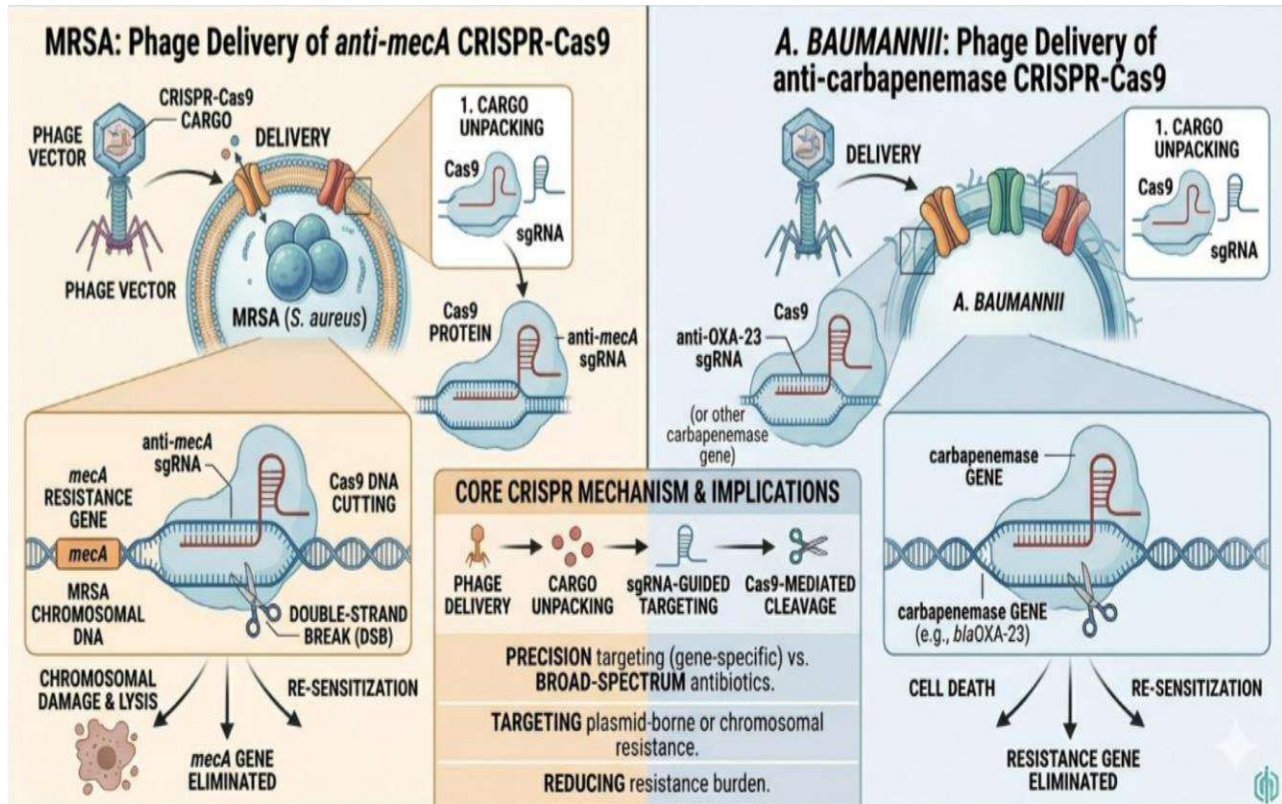 MRSA: Phage Delivery of anti-mecA CRISPR-Cas9
CRISPR-Cas9
CARGO
PHAGE
VECTOR
DELIVERY
PHAGE VECTOR
MRSA (S. aureus)
1. CARGO
UNPACKING
Cas9
sgRNA
Cas9
PROTEIN
anti-mecA
sgRNA
anti-mecA
sgRNA
mecA
RESISTANCE
GENE
Cas9 DNA
CUTTING
mecA
MRSA
CHROMOSOMAL
DNA
DOUBLE-STRAND
BREAK (DSB)
CHROMOSOMAL
DAMAGE & LYSIS
RE-SENSITIZATION
mecA GENE
ELIMINATED
A. BAUMANNII: Phage Delivery of
anti-carbapenemase CRISPR-Cas9
DELIVERY
1. CARGO
UNPACKING
Cas9
sgRNA
A. BAUMANNII
Cas9
anti-OXA-23
sgRNA
(or other
carbapenemase
gene)
carbapenemase
GENE
carbapenemase GENE
(e.g., blaOXA-23)
CELL DEATH
RE-SENSITIZATION
RESISTANCE GENE
ELIMINATED
CORE CRISPR MECHANISM & IMPLICATIONS
PHAGE
DELIVERY
CARGO
UNPACKING
sgRNA-GUIDED
TARGETING
Cas9-MEDIATED
CLEAVAGE
PRECISION targeting (gene-specific) vs.
BROAD-SPECTRUM antibiotics.
TARGETING plasmid-borne or chromosomal
resistance.
REDUCING resistance burden.